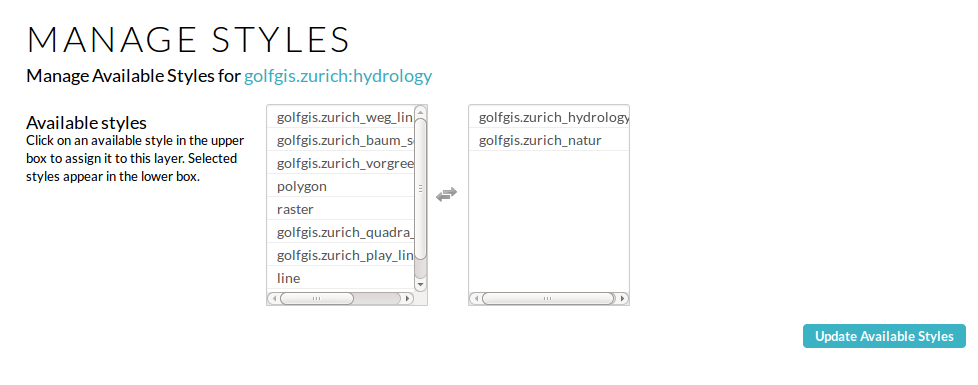 MANAGE STYLES
Manage Available Styles for golfgis.zurich:hydrology
Available styles
Click on an available style in the upper
box to assign it to this layer. Selected
styles appear in the lower box.
golfgis.zurich_weg_lin
golfgis.zurich_baum_s
golfgis.zurich_vorgree
polygon
raster
golfgis.zurich_quadra_
golfgis.zurich_play_lin
line
golfgis.zurich_hydrology
golfgis.zurich_natur
Update Available Styles